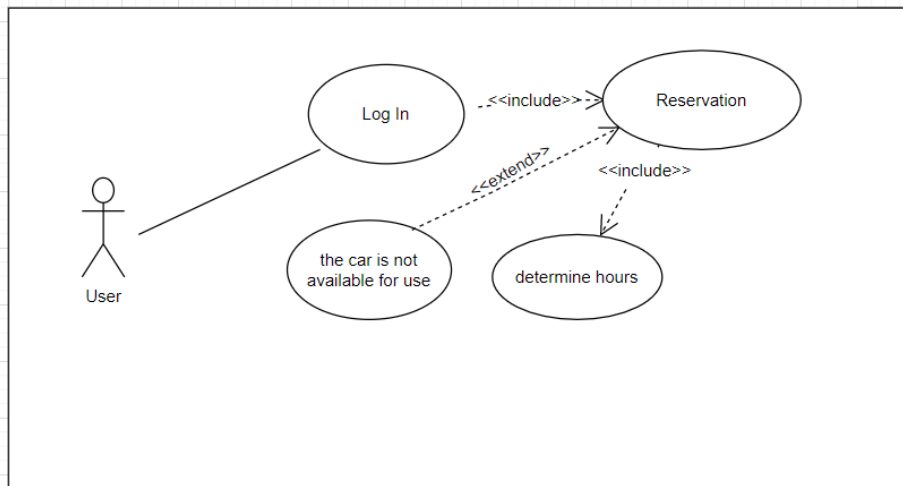 Log In
<<include>>
Reservation
<<extend>>
<<include>>
the car is not
available for use
determine hours
User